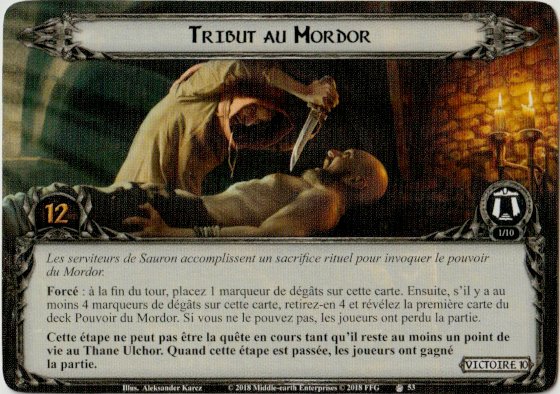 Tribut au Mordor
12
1/10
Les serviteurs de Sauron accomplissent un sacrifice rituel pour invoquer le pouvoir
du Mordor.
Forcé : à la fin du tour, placez 1 marqueur de dégâts sur cette carte. Ensuite, s'il y a au
moins 4 marqueurs de dégâts sur cette carte, retirez-en 4 et révélez la première carte du
deck Pouvoir du Mordor. Si vous ne le pouvez pas, les joueurs ont perdu la partie.
Cette étape ne peut pas être la quête en cours tant qu'il reste au moins un point de
vie au Thane Ulchor. Quand cette étape est passée, les joueurs ont gagné
la partie.
VICTOIRE 10
Illus. Aleksander Karcz © 2018 Middle-earth Enterprises © 2018 FFG 53